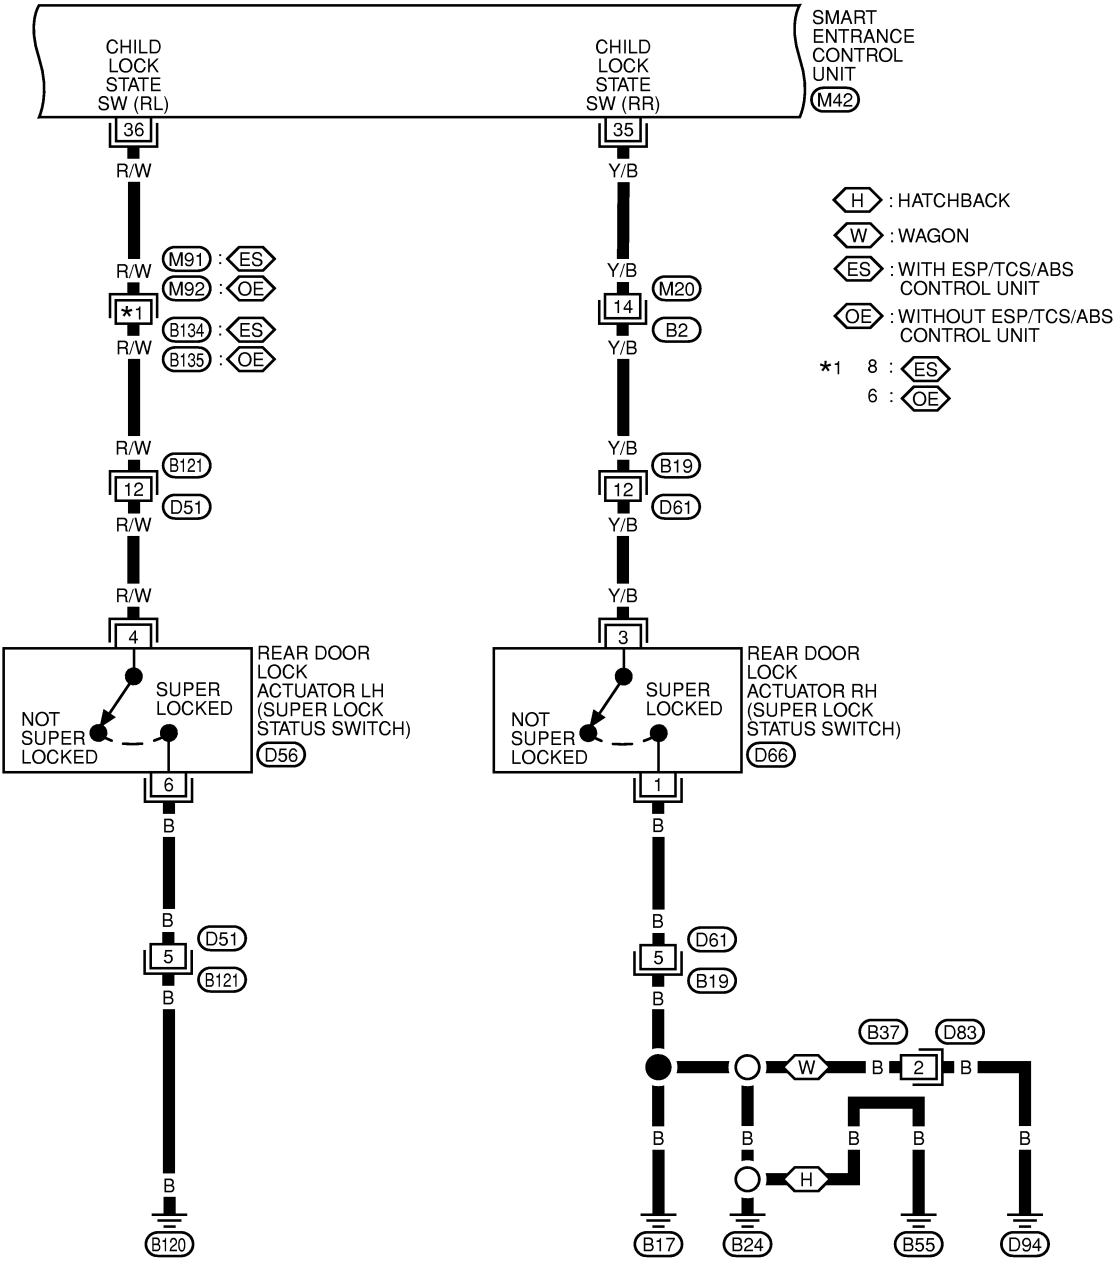 SMART
ENTRANCE
CONTROL
UNIT
M42
CHILD
LOCK
STATE
SW (RL)
CHILD
LOCK
STATE
SW (RR)
36
35
R/W
Y/B
H : HATCHBACK
W : WAGON
ES : WITH ESP/TCS/ABS
CONTROL UNIT
OE : WITHOUT ESP/TCS/ABS
CONTROL UNIT
*1 8 : ES
6 : OE
M91 : ES
R/W
M92 : OE
*1
B134 : ES
R/W
B135 : OE
Y/B
M20
14
B2
Y/B
R/W
B121
12
D51
R/W
Y/B
B19
12
D61
Y/B
R/W
Y/B
4
3
REAR DOOR
LOCK
ACTUATOR LH
(SUPER LOCK
STATUS SWITCH)
D56
SUPER
LOCKED
NOT
SUPER
LOCKED
REAR DOOR
LOCK
ACTUATOR RH
(SUPER LOCK
STATUS SWITCH)
D66
SUPER
LOCKED
NOT
SUPER
LOCKED
6
1
B
B
B
B
D51
5
B121
B
D61
5
B19
B
B37
D83
W
B
2
B
B
B
B
B
B
H
B
B120
B17
B24
B55
D94